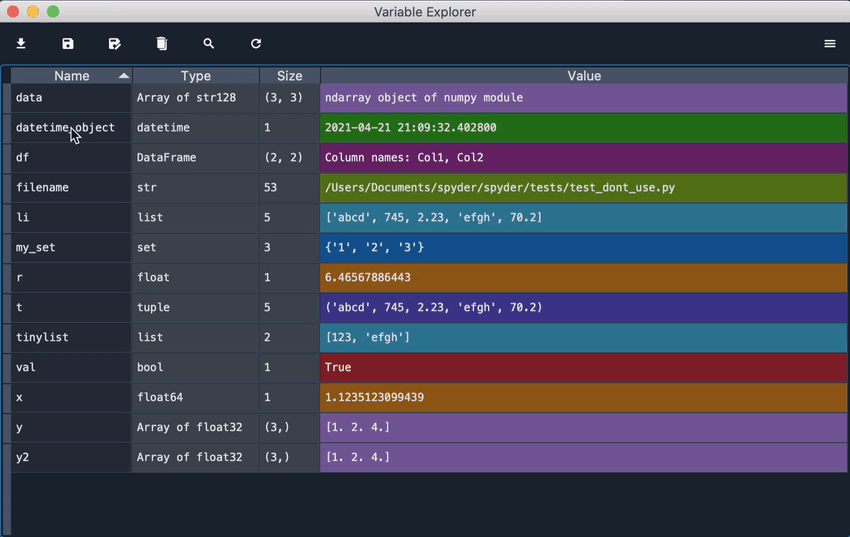 Variable Explorer
Name Type Size Value
data Array of str128 (3, 3) ndarray object of numpy module
datetime_object datetime 1 2021-04-21 21:09:32.402800
df DataFrame (2, 2) Column names: Col1, Col2
filename str 53 /Users/Documents/spyder/spyder/tests/test_dont_use.py
li list 5 ['abcd', 745, 2.23, 'efgh', 70.2]
my_set set 3 {'1', '2', '3'}
r float 1 6.46567886443
t tuple 5 ('abcd', 745, 2.23, 'efgh', 70.2)
tinylist list 2 [123, 'efgh']
val bool 1 True
x float64 1 1.1235123099439
y Array of float32 (3,) [1. 2. 4.]
y2 Array of float32 (3,) [1. 2. 4.]